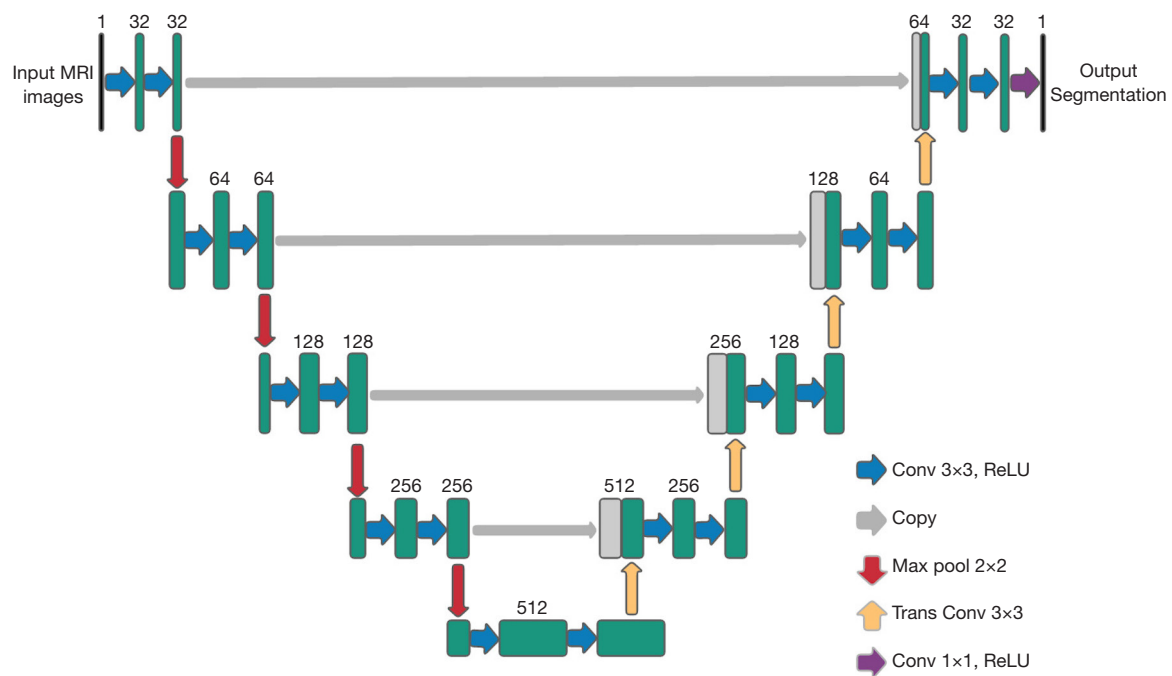 1 32 32
64 32 32 1
Input MRI
images
Output
Segmentation
64 64
128 64
128 128
256 128
256 256
512 256
512
Conv 3×3, ReLU
Copy
Max pool 2×2
Trans Conv 3×3
Conv 1×1, ReLU